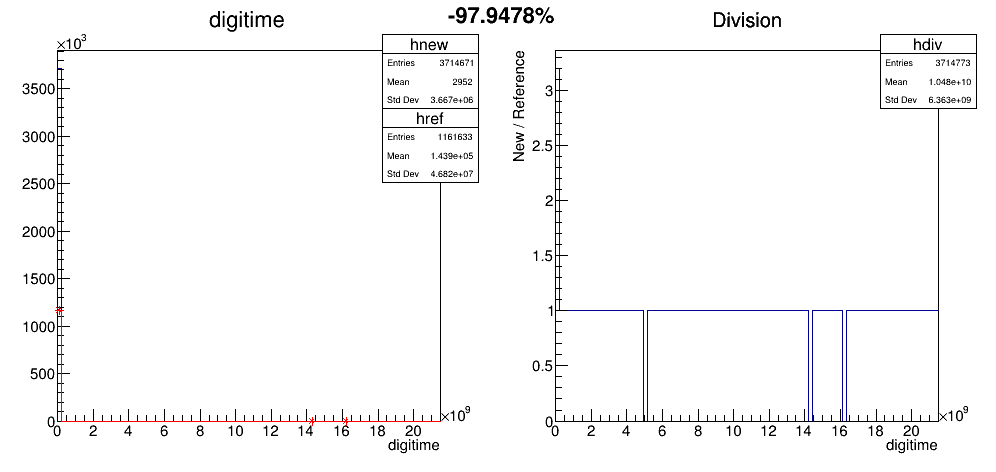 digitime
-97.9478%
Division
×10³
hnew
Entries 3714671
Mean 2952
Std Dev 3.667e+06
href
Entries 1161633
Mean 1.439e+05
Std Dev 4.682e+07
3500
3000
2500
2000
1500
1000
500
0
0 2 4 6 8 10 12 14 16 18 20
×10⁹
digitime
hdiv
Entries 3714773
Mean 1.048e+10
Std Dev 6.363e+09
New / Reference
3
2.5
2
1.5
1
0.5
0
0 2 4 6 8 10 12 14 16 18 20
×10⁹
digitime